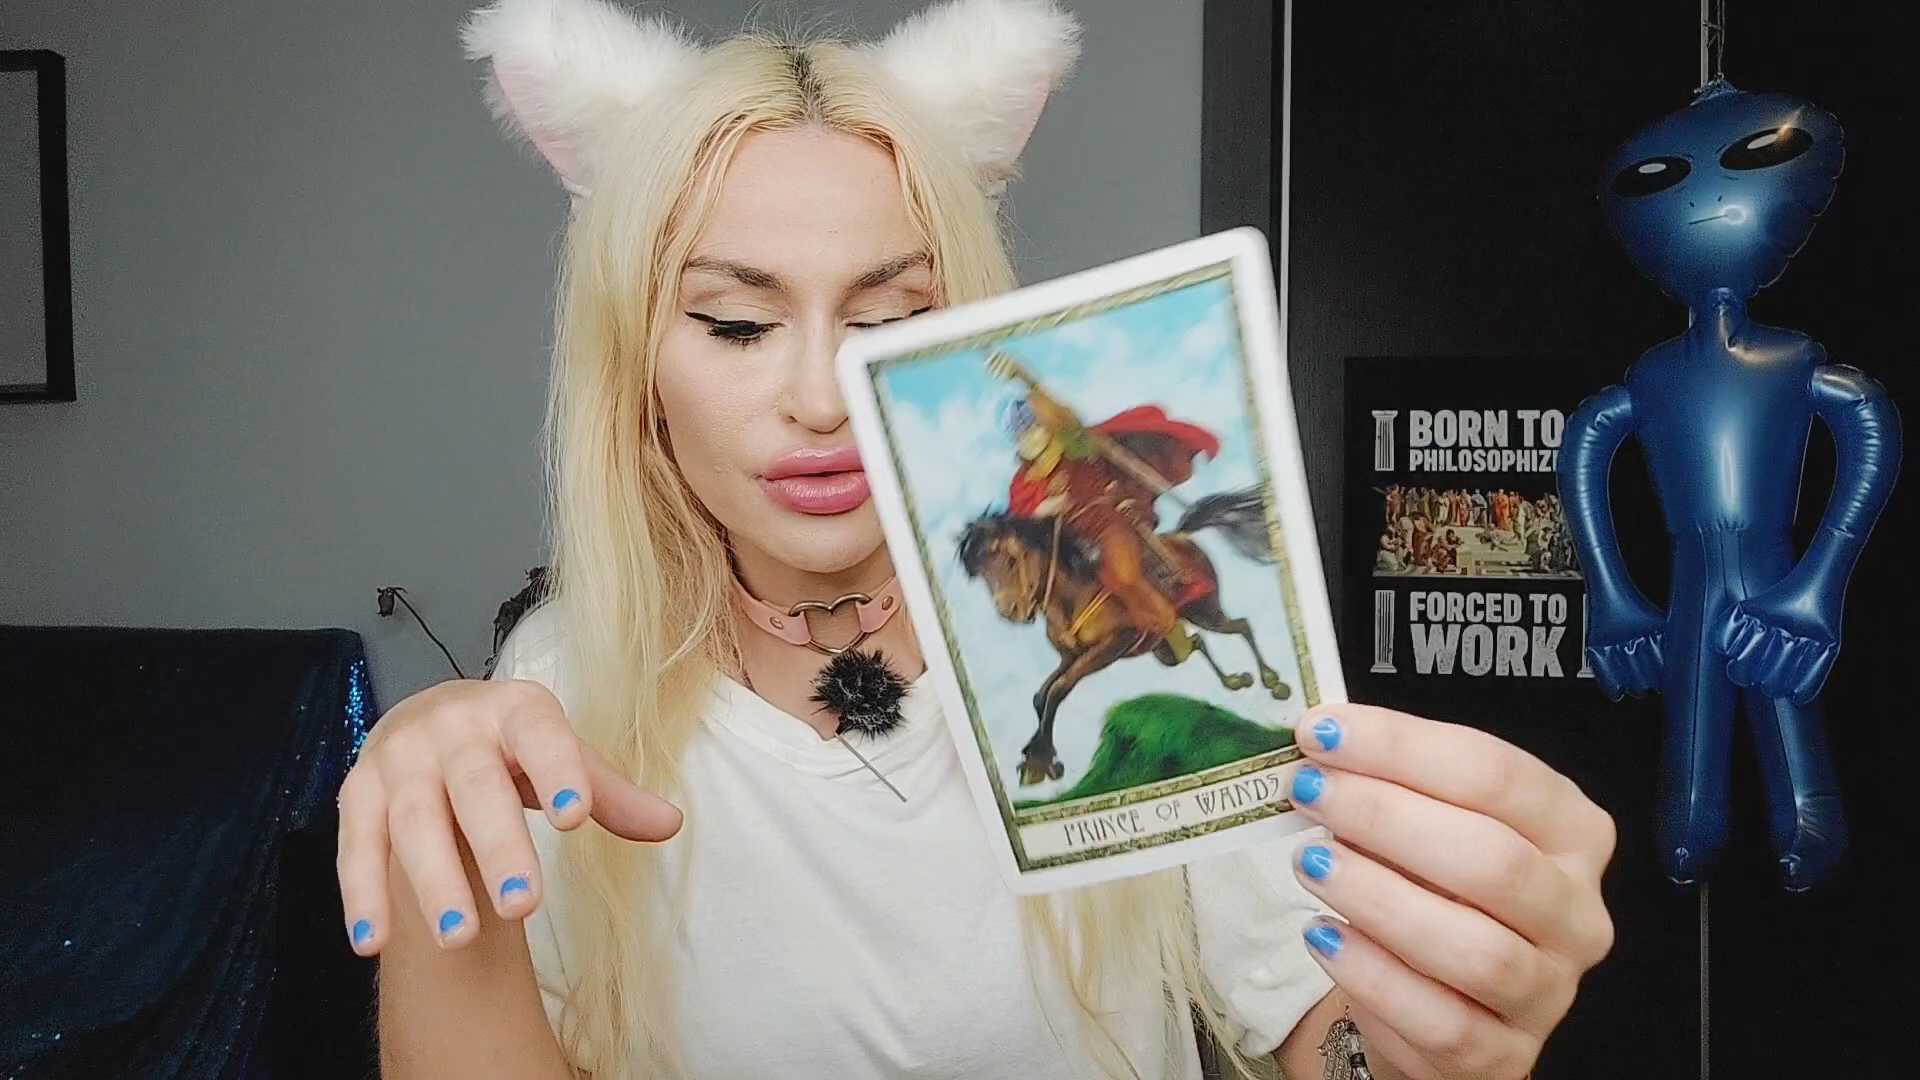 BORN TO
PHILOSOPHIZ
FORCED TO
WORK
PRINCE OF WANDS